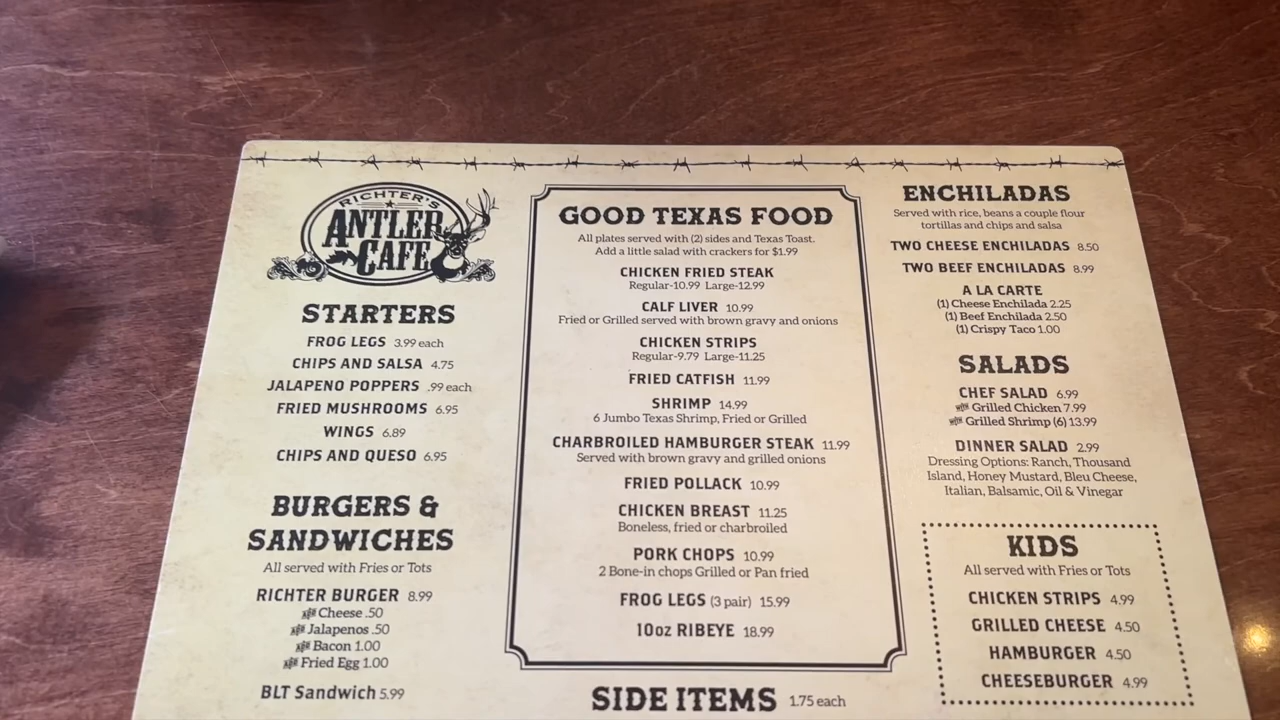 RICHTER'S
ANTLER
CAFE
STARTERS
FROG LEGS 3.99 each
CHIPS AND SALSA 4.75
JALAPENO POPPERS .99 each
FRIED MUSHROOMS 6.95
WINGS 6.89
CHIPS AND QUESO 6.95
BURGERS &
SANDWICHES
All served with Fries or Tots
RICHTER BURGER 8.99
Cheese .50
Jalapenos .50
Bacon 1.00
Fried Egg 1.00
BLT Sandwich 5.99
GOOD TEXAS FOOD
All plates served with (2) sides and Texas Toast.
Add a little salad with crackers for $1.99
CHICKEN FRIED STEAK
Regular-10.99 Large-12.99
CALF LIVER 10.99
Fried or Grilled served with brown gravy and onions
CHICKEN STRIPS
Regular-9.79 Large-11.25
FRIED CATFISH 11.99
SHRIMP 14.99
6 Jumbo Texas Shrimp, Fried or Grilled
CHARBROILED HAMBURGER STEAK 11.99
Served with brown gravy and grilled onions
FRIED POLLACK 10.99
CHICKEN BREAST 11.25
Boneless, fried or charbroiled
PORK CHOPS 10.99
2 Bone-in chops Grilled or Pan fried
FROG LEGS (3 pair) 15.99
10oz RIBEYE 18.99
SIDE ITEMS 1.75 each
ENCHILADAS
Served with rice, beans a couple flour
tortillas and chips and salsa
TWO CHEESE ENCHILADAS 8.50
TWO BEEF ENCHILADAS 8.99
A LA CARTE
(1) Cheese Enchilada 2.25
(1) Beef Enchilada 2.50
(1) Crispy Taco 1.00
SALADS
CHEF SALAD 6.99
with Grilled Chicken 7.99
with Grilled Shrimp (6) 13.99
DINNER SALAD 2.99
Dressing Options: Ranch, Thousand
Island, Honey Mustard, Bleu Cheese,
Italian, Balsamic, Oil & Vinegar
KIDS
All served with Fries or Tots
CHICKEN STRIPS 4.99
GRILLED CHEESE 4.50
HAMBURGER 4.50
CHEESEBURGER 4.99